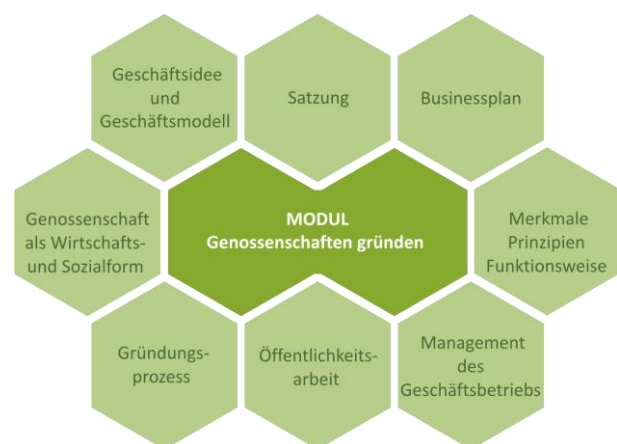 Geschäftsidee
und
Geschäftsmodell
Satzung
Businessplan
Genossenschaft
als Wirtschafts-
und Sozialform
MODUL
Genossenschaften gründen
Merkmale
Prinzipien
Funktionsweise
Gründungs-
prozess
Öffentlichkeits-
arbeit
Management
des
Geschäftsbetriebs